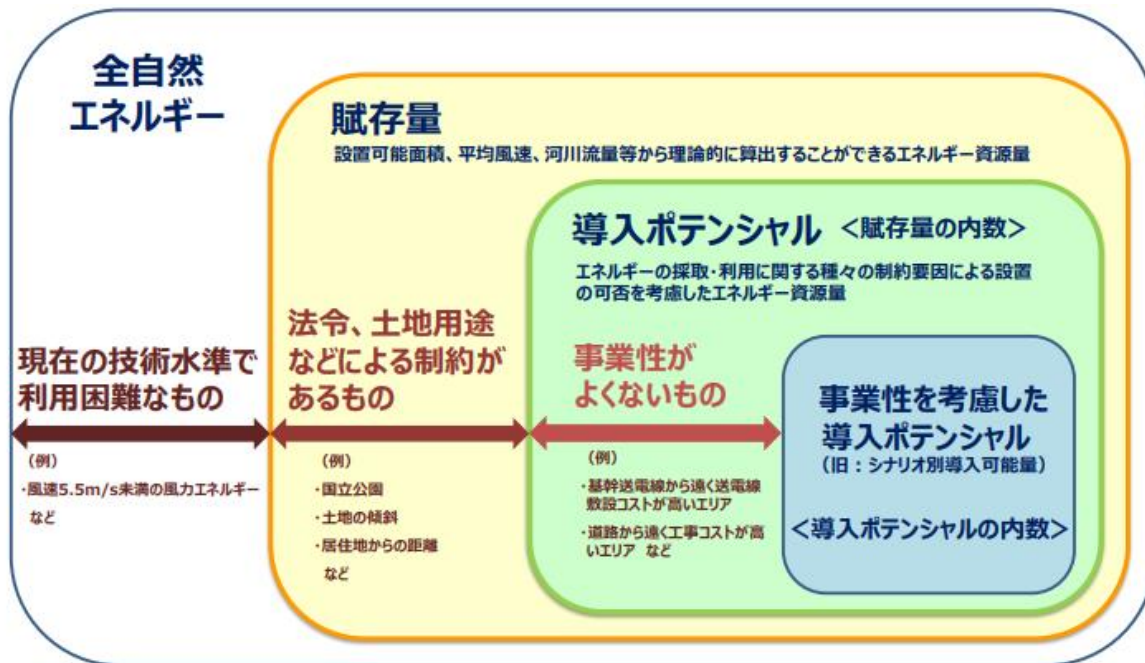 全自然
エネルギー
賦存量
設置可能面積、平均風速、河川流量等から理論的に算出することができるエネルギー資源量
導入ポテンシャル <賦存量の内数>
エネルギーの採取・利用に関する種々の制約要因による設置
の可否を考慮したエネルギー資源量
現在の技術水準で
利用困難なもの
(例)
・風速5.5m/s未満の風力エネルギー
など
法令、土地用途
などによる制約が
あるもの
(例)
・国立公園
・土地の傾斜
・居住地からの距離
など
事業性が
よくないもの
(例)
・基幹送電線から遠く送電線
敷設コストが高いエリア
・道路から遠く工事コストが高
いエリア など
事業性を考慮した
導入ポテンシャル
(旧:シナリオ別導入可能量)
<導入ポテンシャルの内数>